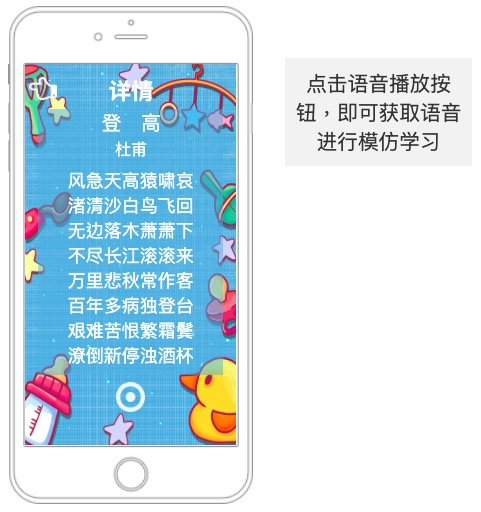 详情
登 高
杜甫
风急天高猿啸哀
渚清沙白鸟飞回
无边落木萧萧下
不尽长江滚滚来
万里悲秋常作客
百年多病独登台
艰难苦恨繁霜鬓
潦倒新停浊酒杯
点击语音播放按
钮，即可获取语音
进行模仿学习